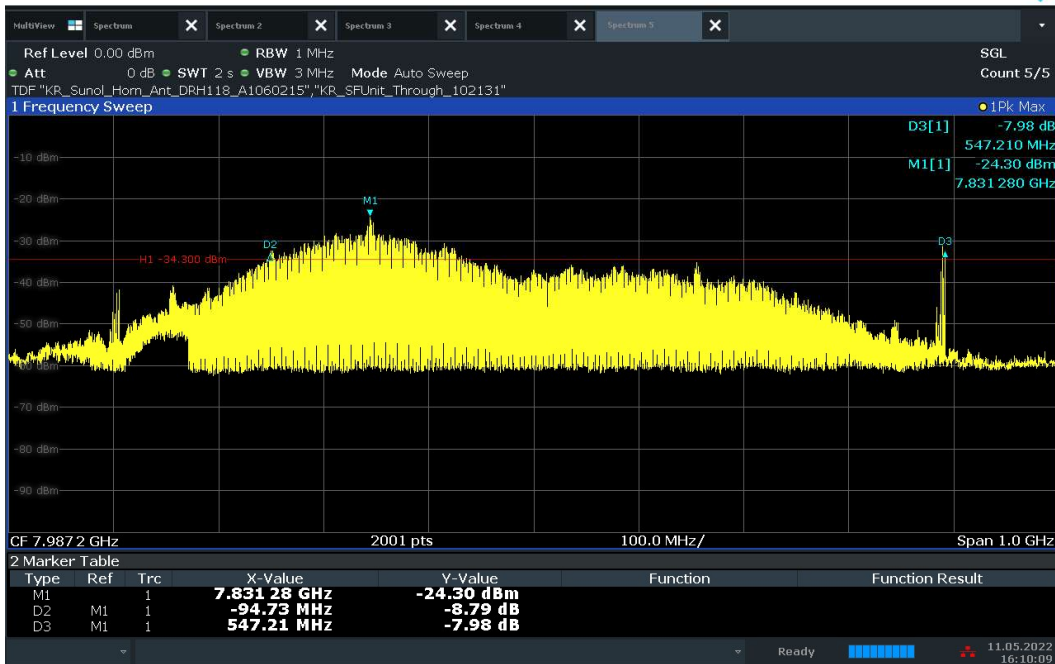 MultiView Spectrum Spectrum 2 Spectrum 3 Spectrum 4 Spectrum 5
Ref Level 0.00 dBm RBW 1 MHz SGL
Att 0 dB SWT 2 s VBW 3 MHz Mode Auto Sweep Count 5/5
TDF "KR_Sunol_Horn_Ant_DRH118_A1060215","KR_SFUnit_Through_102131"
1 Frequency Sweep 1Pk Max
D3[1] -7.98 dB
547.210 MHz
M1[1] -24.30 dBm
7.831 280 GHz
-10 dBm
-20 dBm
M1
-30 dBm
D2
D3
H1 -34.300 dBm
-40 dBm
-50 dBm
-60 dBm
-70 dBm
-80 dBm
-90 dBm
CF 7.987 2 GHz 2001 pts 100.0 MHz/ Span 1.0 GHz
2 Marker Table
Type Ref Trc X-Value Y-Value Function Function Result
M1 1 7.831 28 GHz -24.30 dBm
D2 M1 1 -94.73 MHz -8.79 dB
D3 M1 1 547.21 MHz -7.98 dB
Ready 11.05.2022
16:10:09